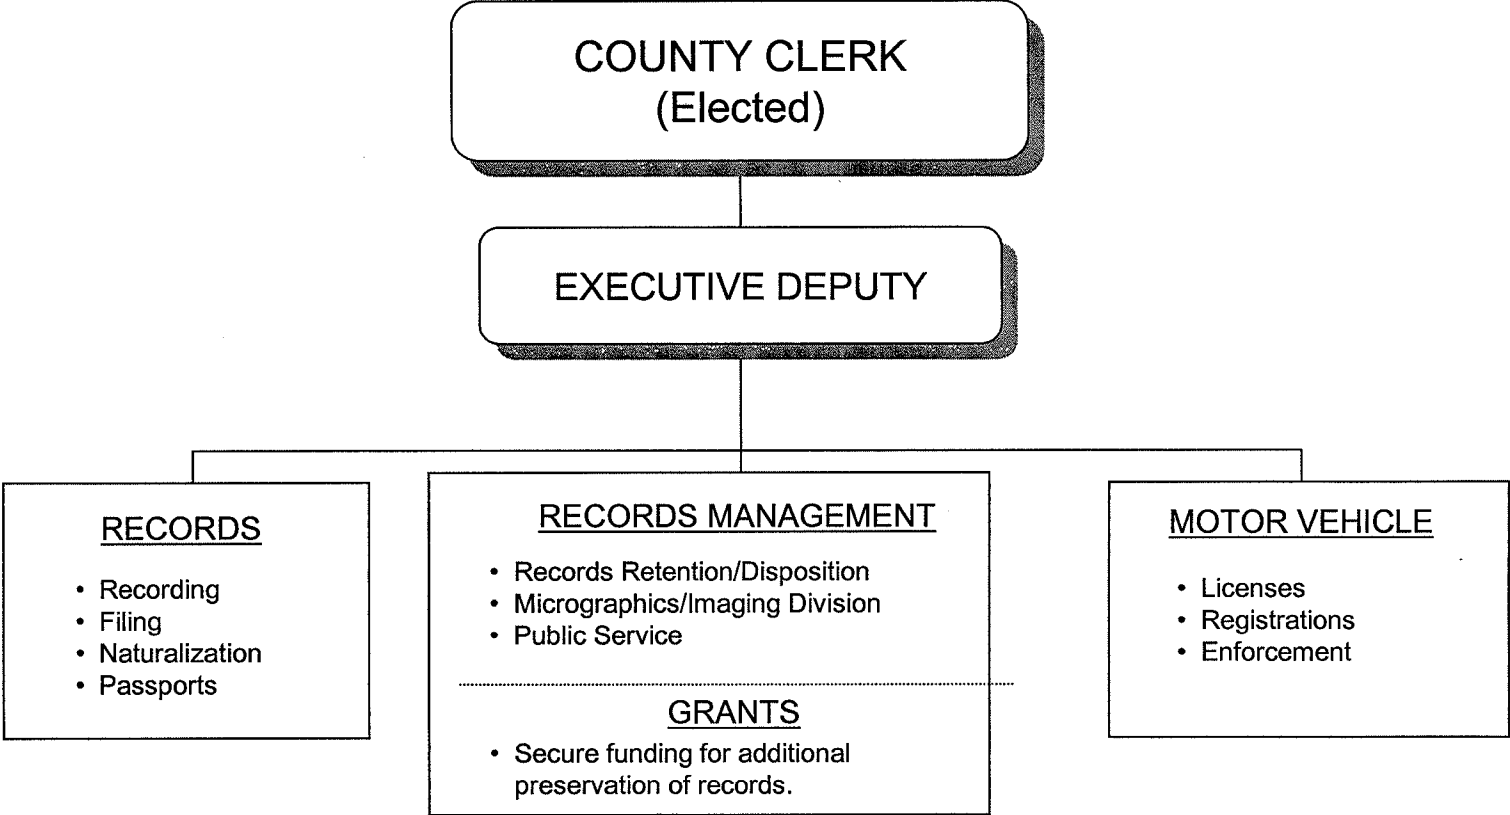 COUNTY CLERK
(Elected)
EXECUTIVE DEPUTY
RECORDS
• Recording
• Filing
• Naturalization
• Passports
RECORDS MANAGEMENT
• Records Retention/Disposition
• Micrographics/Imaging Division
• Public Service
GRANTS
• Secure funding for additional
preservation of records.
MOTOR VEHICLE
• Licenses
• Registrations
• Enforcement